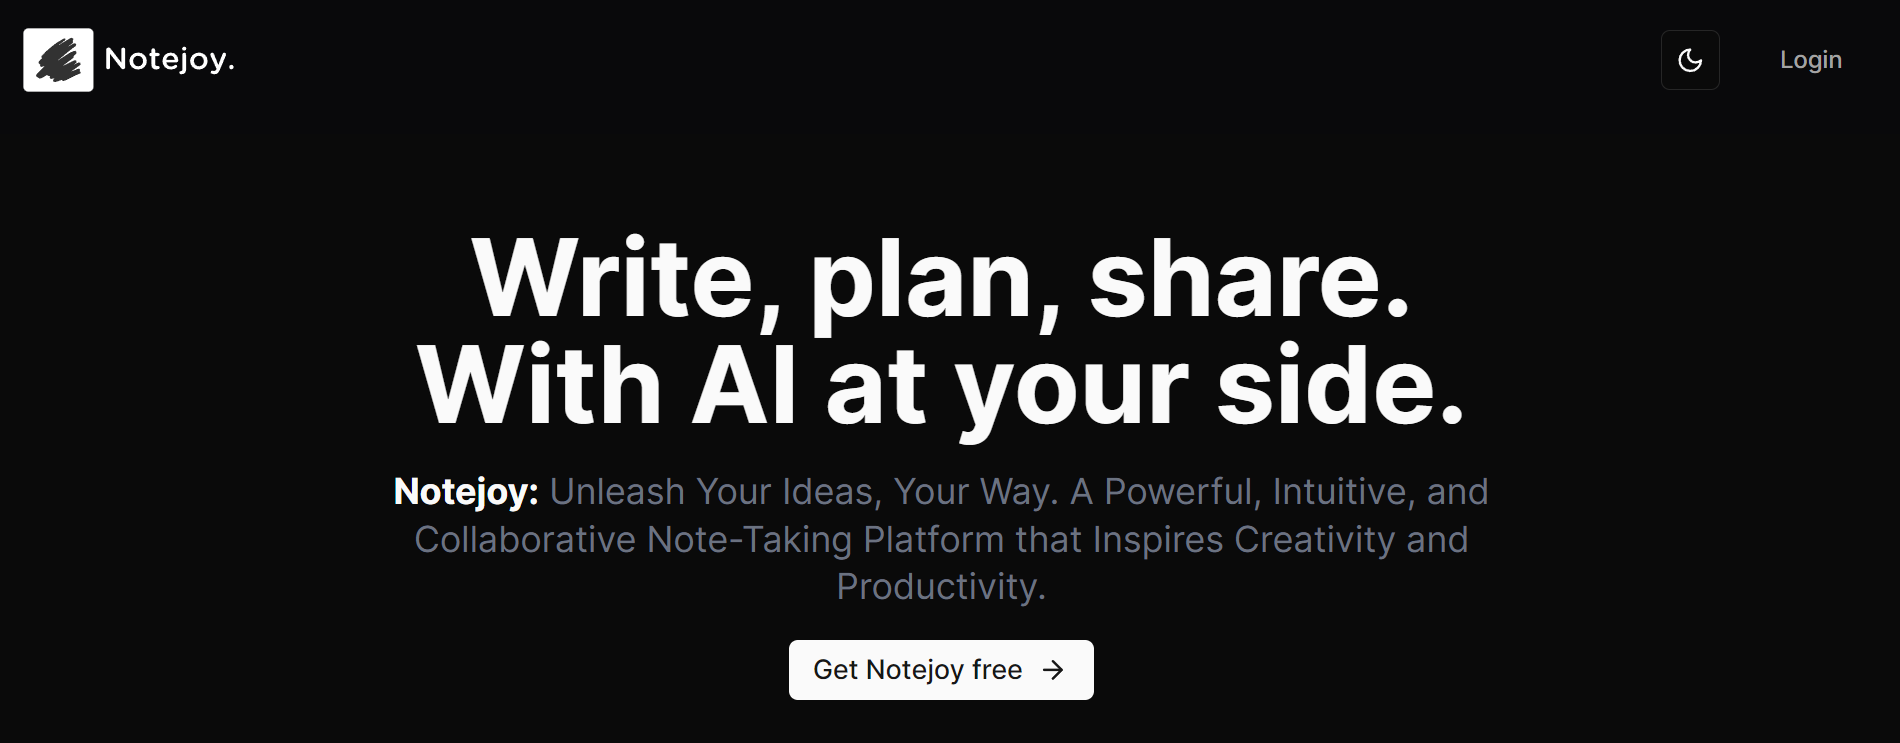 Notejoy.
Login
Write, plan, share.
With AI at your side.
Notejoy: Unleash Your Ideas, Your Way. A Powerful, Intuitive, and
Collaborative Note-Taking Platform that Inspires Creativity and
Productivity.
Get Notejoy free